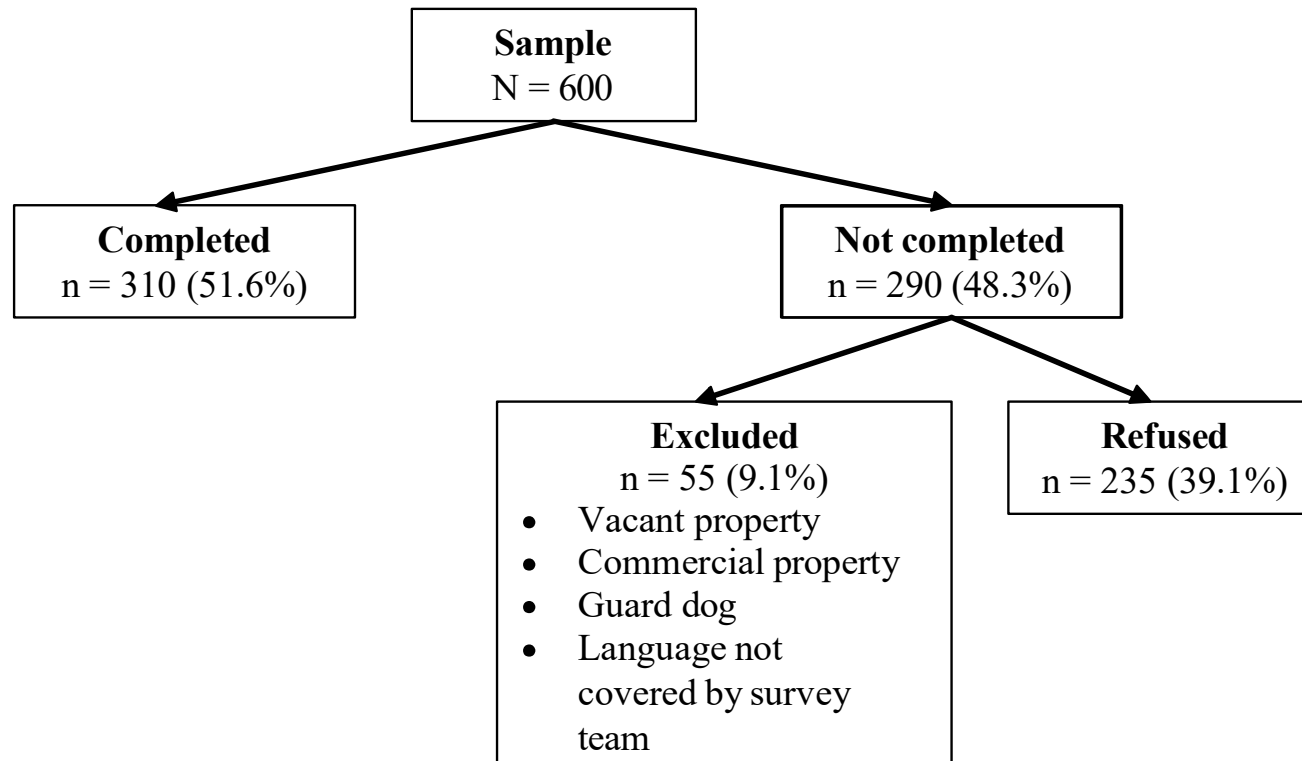 Sample
N = 600
Completed
n = 310 (51.6%)
Not completed
n = 290 (48.3%)
Excluded
n = 55 (9.1%)
• Vacant property
• Commercial property
• Guard dog
• Language not
covered by survey
team
Refused
n = 235 (39.1%)